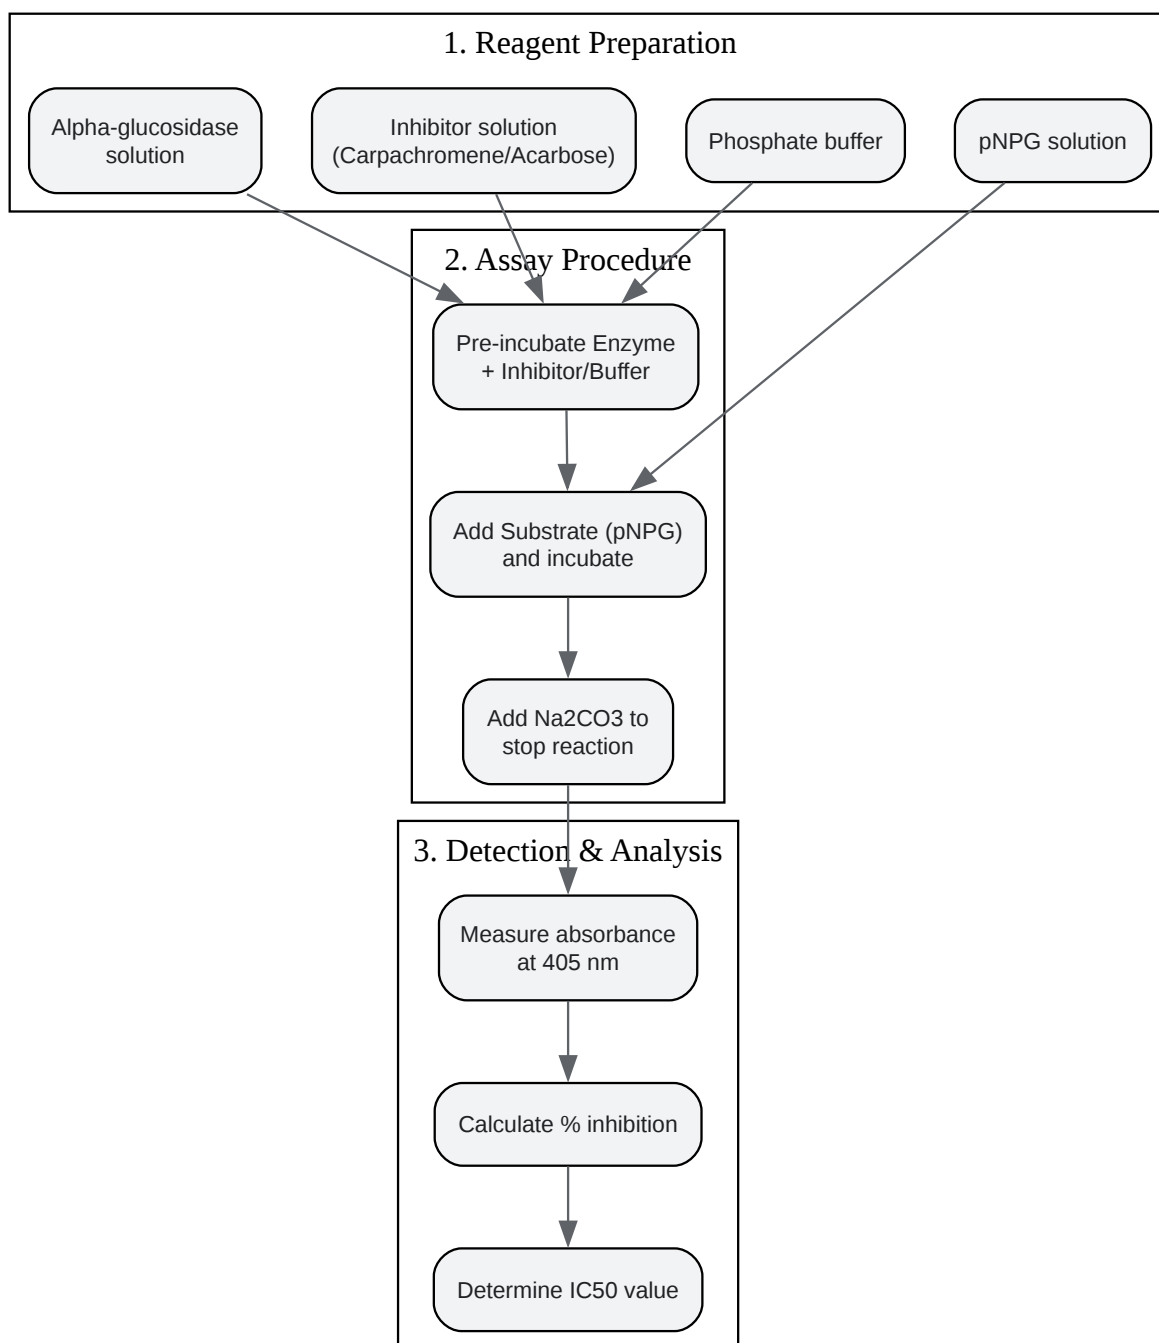 1. Reagent Preparation
Alpha-glucosidase
solution
Inhibitor solution
(Carpachromene/Acarbose)
Phosphate buffer
pNPG solution
2. Assay Procedure
Pre-incubate Enzyme
+ Inhibitor/Buffer
Add Substrate (pNPG)
and incubate
Add Na2CO3 to
stop reaction
3. Detection & Analysis
Measure absorbance
at 405 nm
Calculate % inhibition
Determine IC50 value